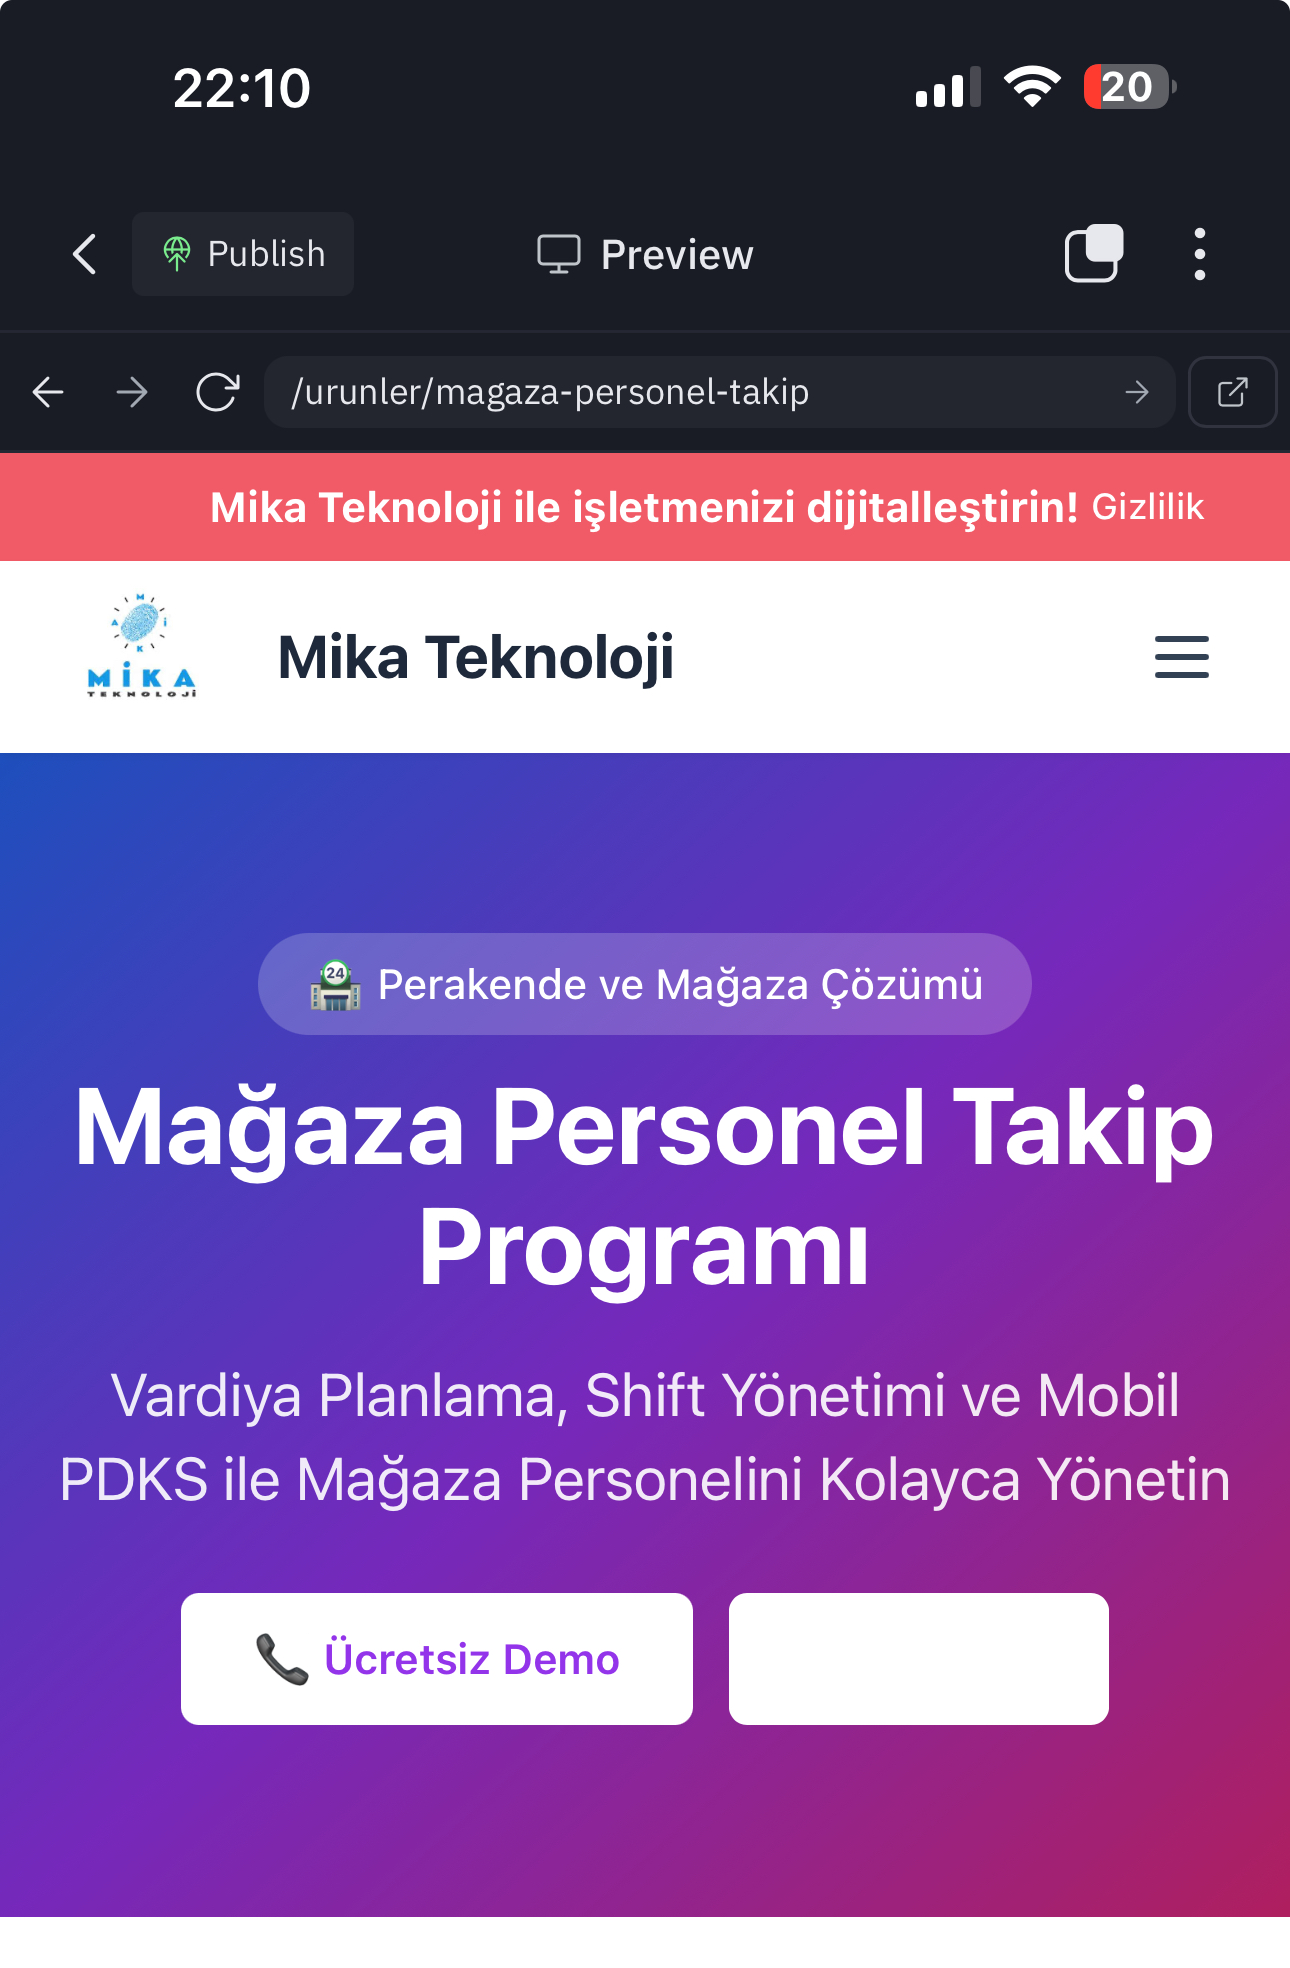 22:10
20
Publish
Preview
/urunler/magaza-personel-takip
Mika Teknoloji ile işletmenizi dijitalleştirin! Gizlilik
M
A
İ
K
MİKA
TEKNOLOJİ
Mika Teknoloji
24
Perakende ve Mağaza Çözümü
Mağaza Personel Takip
Programı
Vardiya Planlama, Shift Yönetimi ve Mobil
PDKS ile Mağaza Personelini Kolayca Yönetin
Ücretsiz Demo